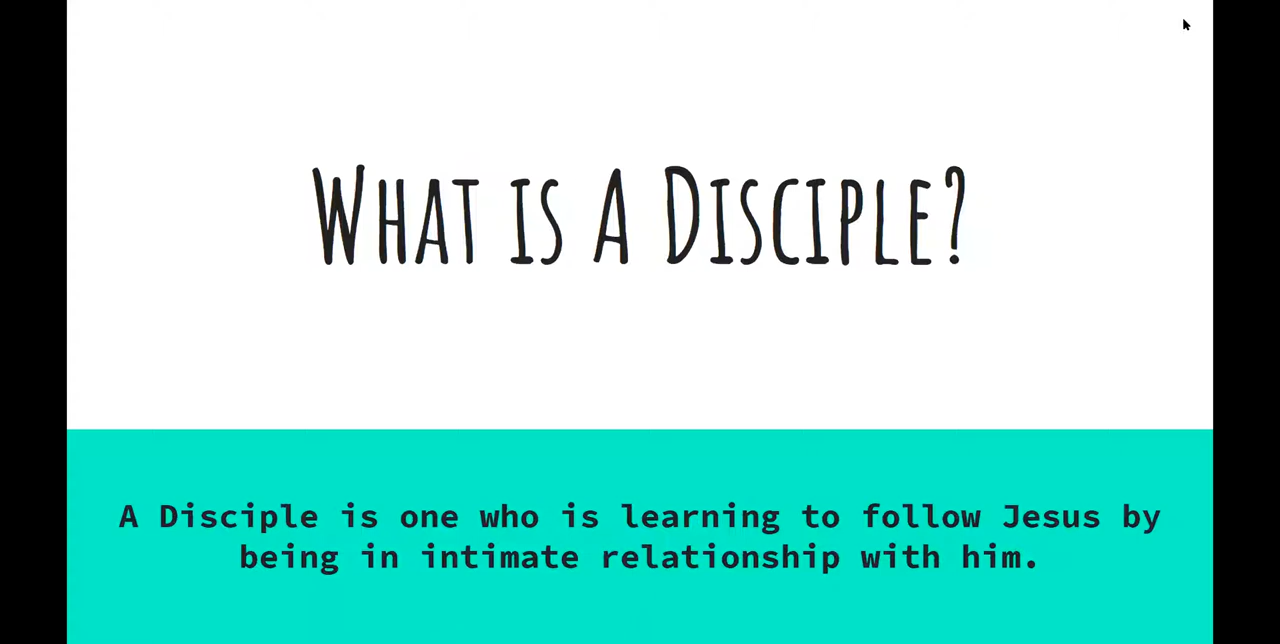 What is A Disciple?
A Disciple is one who is learning to follow Jesus by
being in intimate relationship with him.